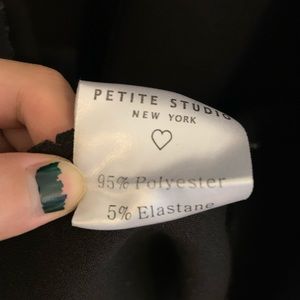 PETITE STUDIO
NEW YORK
95% Polyester
5% Elastane